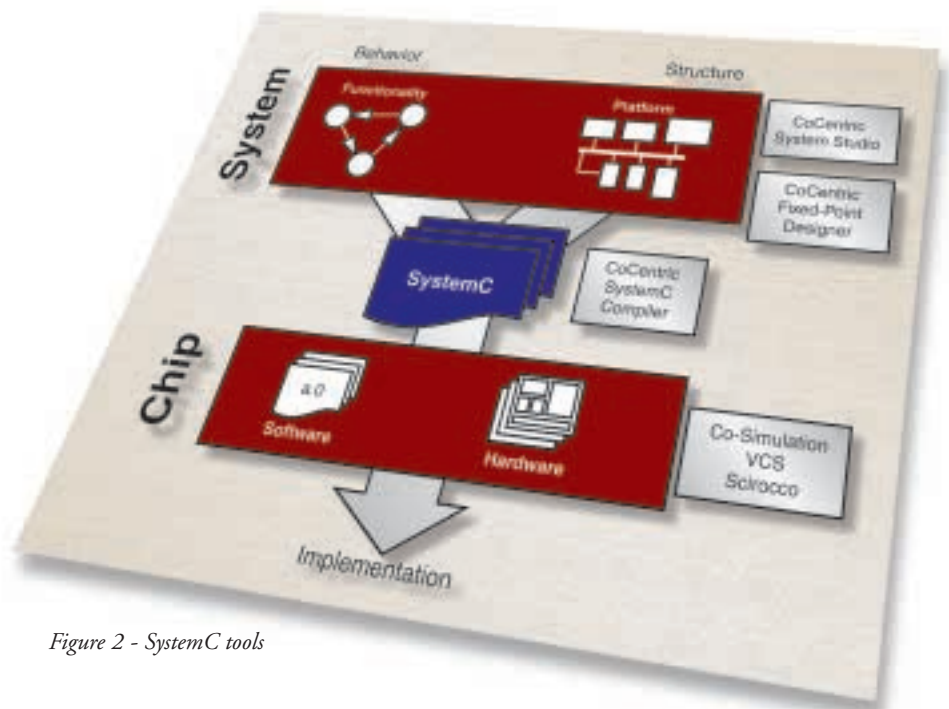 Behavior
Structure
System
Functionality
Platform
CoCentric
System Studio
CoCentric
Fixed-Point
Designer
SystemC
CoCentric
SystemC
Compiler
Chip
a.0
Software
Hardware
Co-Simulation
VCS
Scirocco
Implementation
Figure 2 - SystemC tools